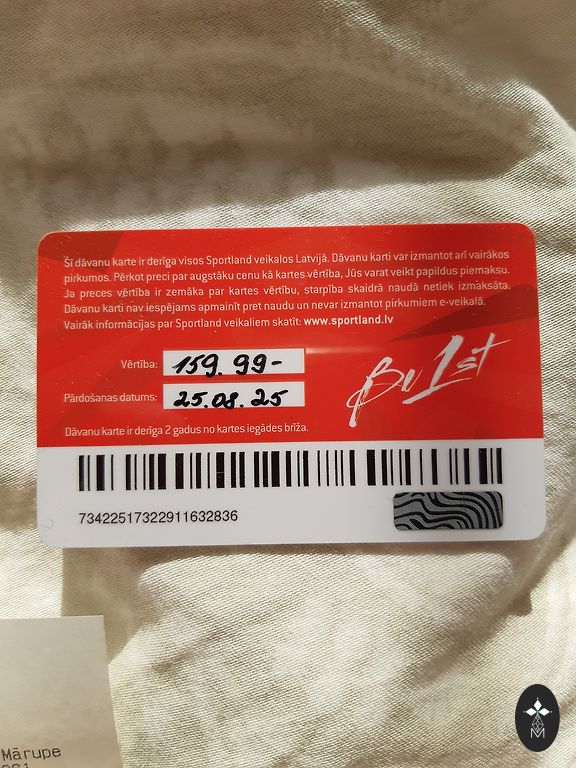 Šī dāvanu karte ir derīga visos Sportland veikalos Latvijā. Dāvanu karti var izmantot arī vairākos
pirkumos. Pērkot preci par augstāku cenu kā kartes vērtība, Jūs varat veikt papildus piemaksu.
Ja preces vērtība ir zemāka par kartes vērtību, starpība skaidrā naudā netiek izmaksāta.
Dāvanu karti nav iespējams apmainīt pret naudu un nevar izmantot pirkumiem e-veikalā.
Vairāk informācijas par Sportland veikaliem skatīt: www.sportland.lv
Vērtība: 159.99-
Pārdošanas datums: 25.08.25
Be 1st
Dāvanu karte ir derīga 2 gadus no kartes iegādes brīža.
73422517322911632836
Mārupe
M